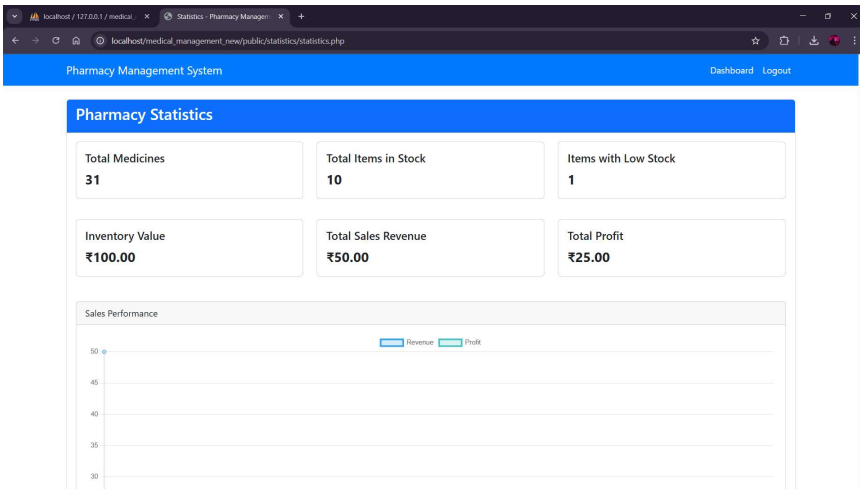 localhost / 127.0.0.1 / medical_
Statistics - Pharmacy Managem
localhost/medical_management_new/public/statistics/statistics.php
Pharmacy Management System
Dashboard Logout
Pharmacy Statistics
Total Medicines
31
Total Items in Stock
10
Items with Low Stock
1
Inventory Value
₹100.00
Total Sales Revenue
₹50.00
Total Profit
₹25.00
Sales Performance
Revenue Profit
50
45
40
35
30